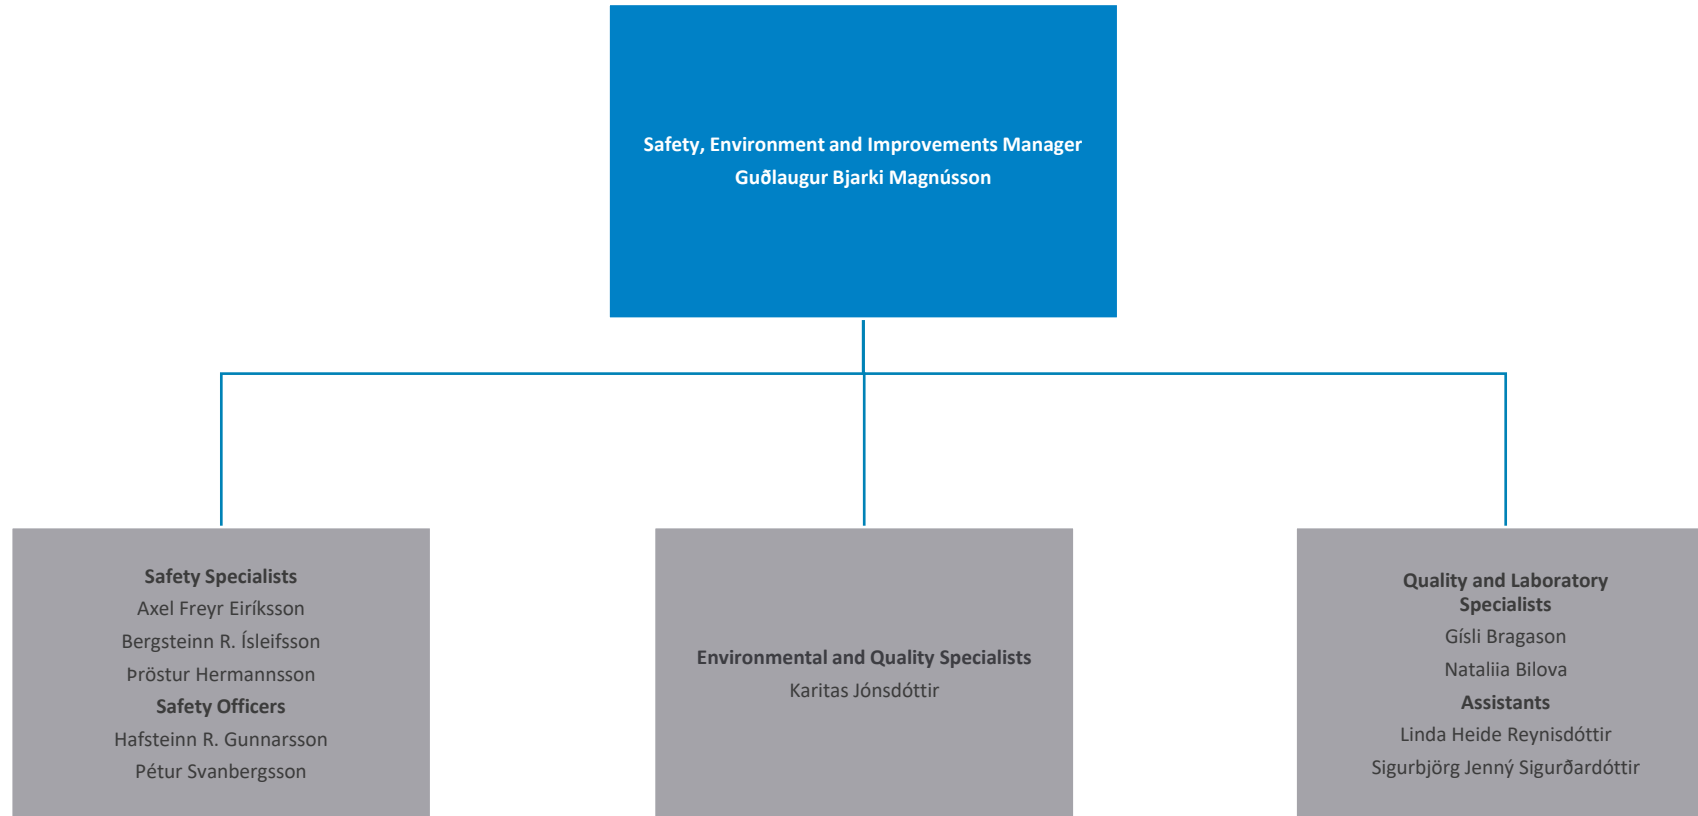 Safety, Environment and Improvements Manager
Guðlaugur Bjarki Magnússon
Safety Specialists
Axel Freyr Eiríksson
Bergsteinn R. Ísleifsson
Þröstur Hermannsson
Safety Officers
Hafsteinn R. Gunnarsson
Pétur Svanbergsson
Environmental and Quality Specialists
Karitas Jónsdóttir
Quality and Laboratory
Specialists
Gísli Bragason
Nataliia Bilova
Assistants
Linda Heide Reynisdóttir
Sigurbjörg Jenný Sigurðardóttir